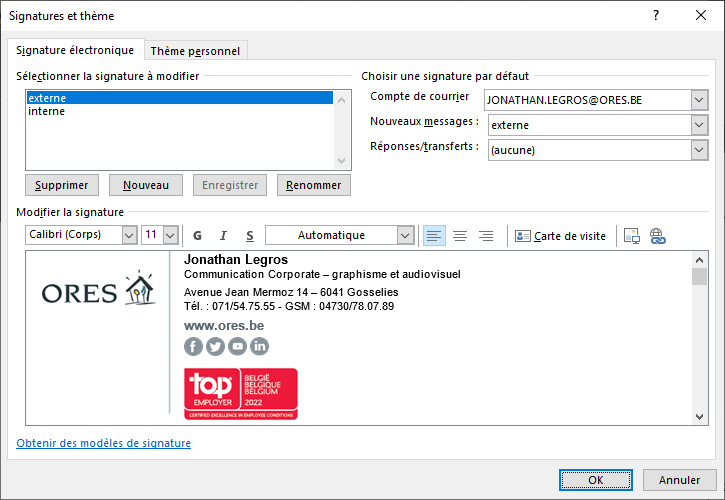 Signatures et thème
Signature électronique
Thème personnel
Sélectionner la signature à modifier
externe
interne
Supprimer
Nouveau
Enregistrer
Renommer
Choisir une signature par défaut
Compte de courrier
JONATHAN.LEGROS@ORES.BE
Nouveaux messages :
externe
Réponses/transferts :
(aucune)
Modifier la signature
Calibri (Corps)
11
G I S
Automatique
Carte de visite
ORES
Jonathan Legros
Communication Corporate – graphisme et audiovisuel
Avenue Jean Mermoz 14 – 6041 Gosselies
Tél. : 071/54.75.55 - GSM : 04730/78.07.89
www.ores.be
top
EMPLOYER
BELGIË
BELGIQUE
BELGIUM
2022
CERTIFIED EXCELLENCE IN EMPLOYEE CONDITIONS
Obtenir des modèles de signature
OK
Annuler